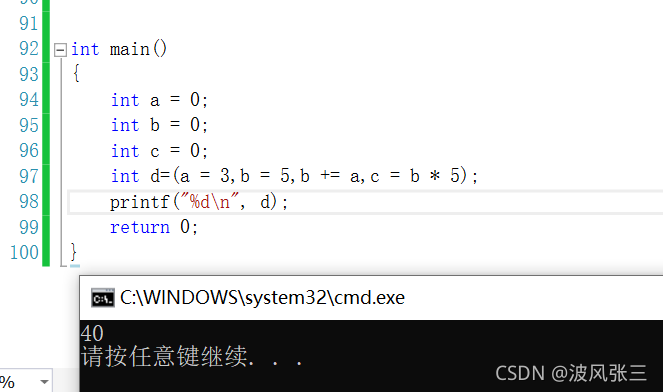 91
92 int main()
93 {
94 int a = 0;
95 int b = 0;
96 int c = 0;
97 int d=(a = 3,b = 5,b += a,c = b * 5);
98 printf("%d\n", d);
99 return 0;
100 }
C:\WINDOWS\system32\cmd.exe
40
请按任意键继续. . .
%
CSDN @波风张三